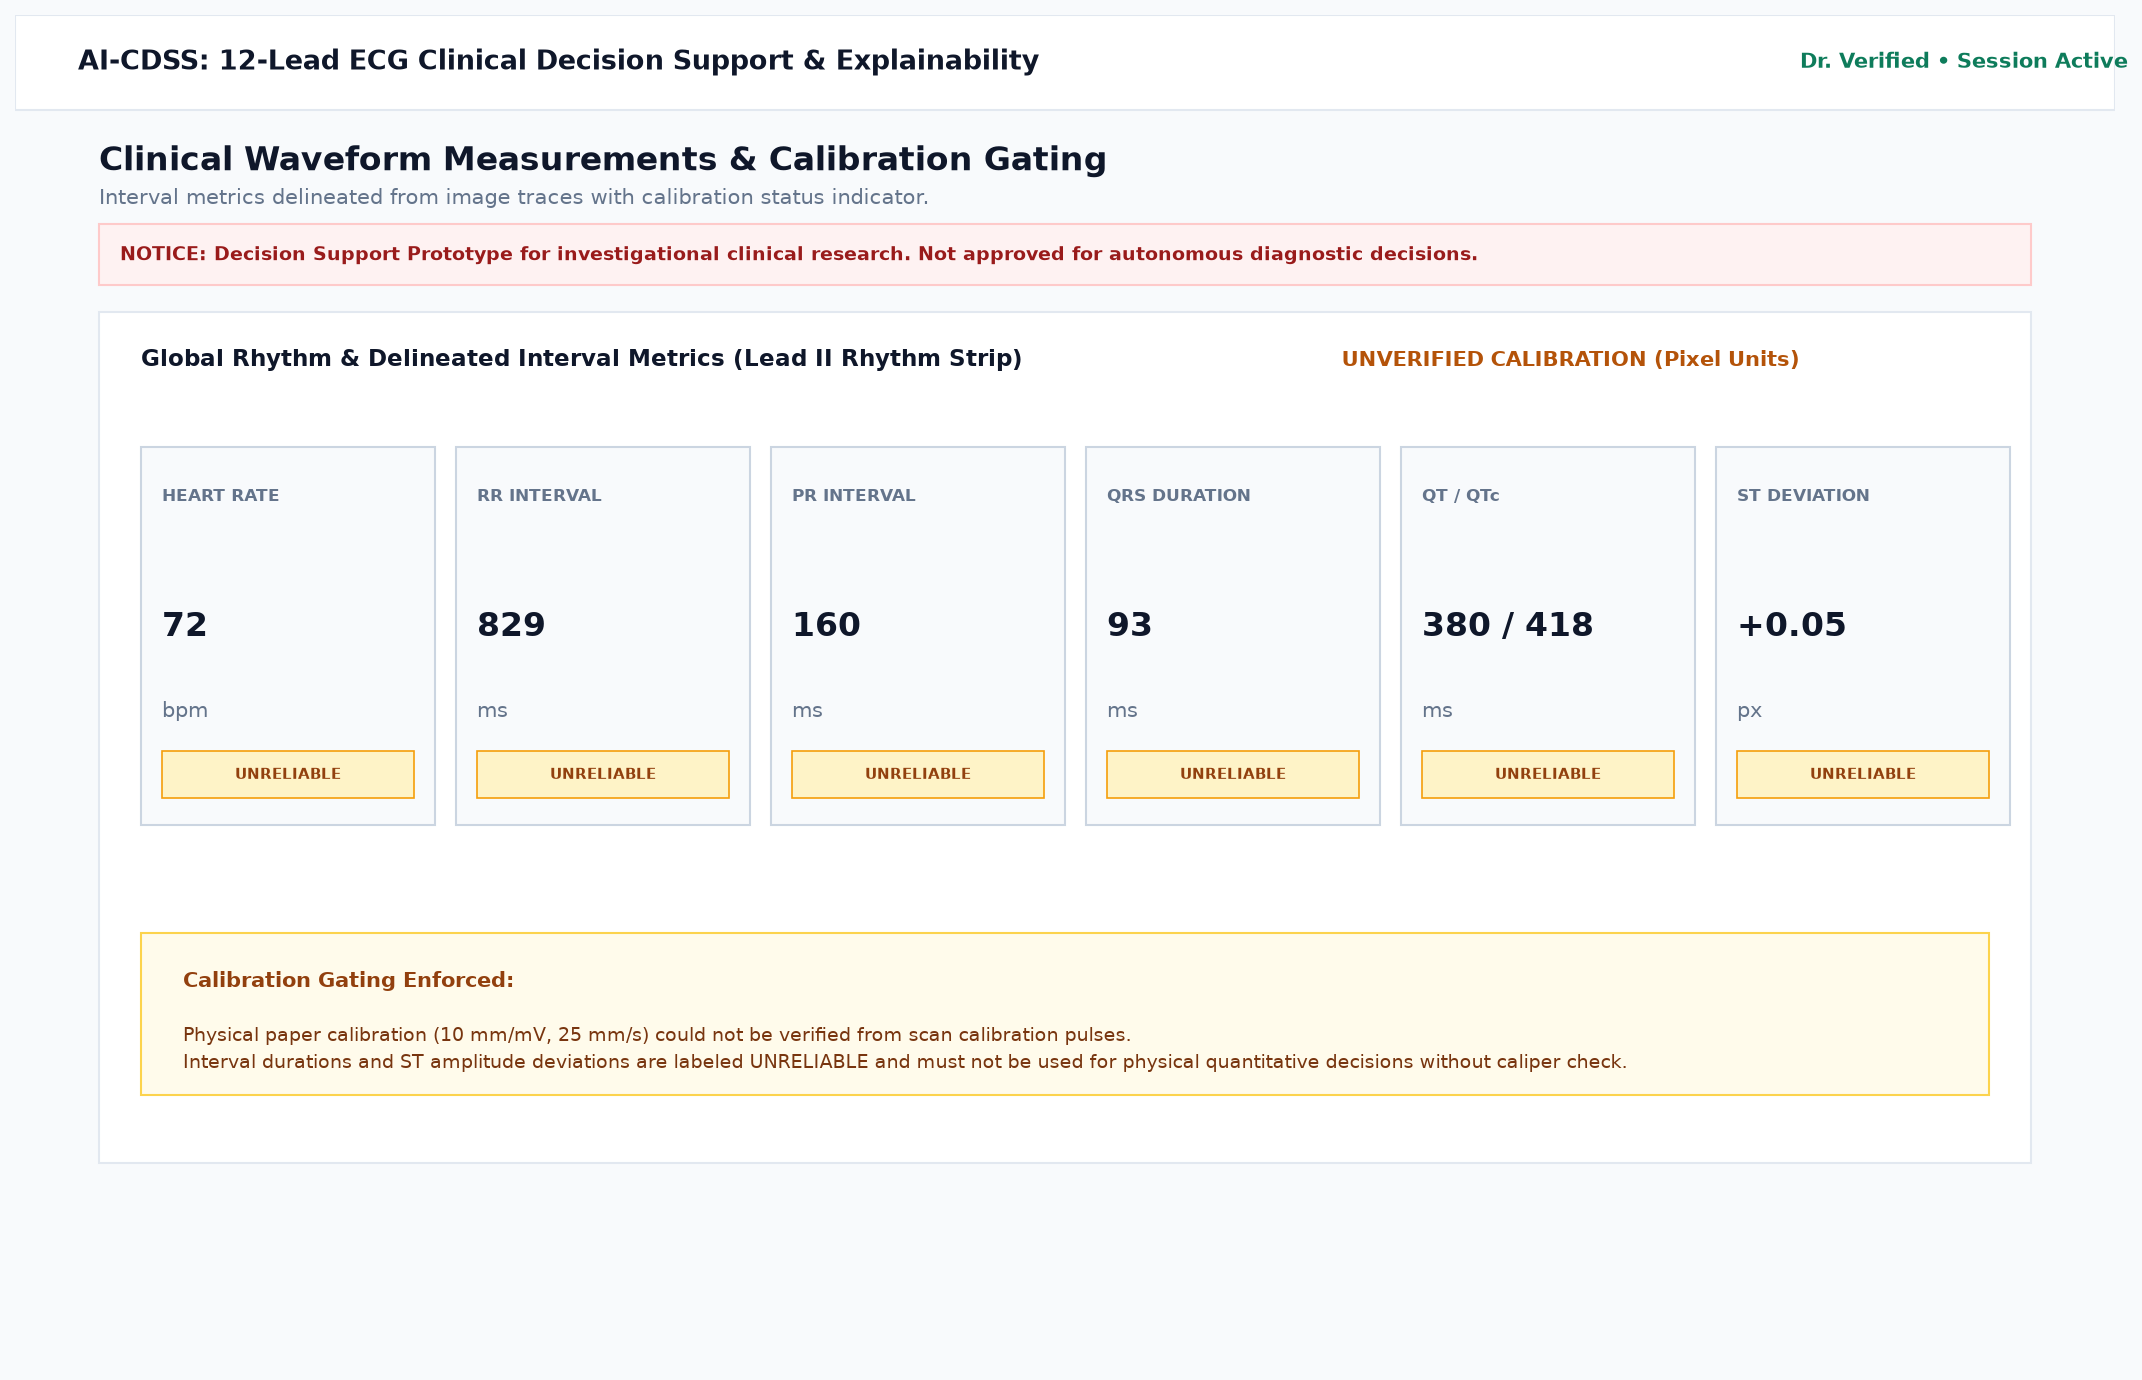 AI-CDSS: 12-Lead ECG Clinical Decision Support & Explainability
Dr. Verified • Session Active
Clinical Waveform Measurements & Calibration Gating
Interval metrics delineated from image traces with calibration status indicator.
NOTICE: Decision Support Prototype for investigational clinical research. Not approved for autonomous diagnostic decisions.
Global Rhythm & Delineated Interval Metrics (Lead II Rhythm Strip)
UNVERIFIED CALIBRATION (Pixel Units)
HEART RATE
72
bpm
UNRELIABLE
RR INTERVAL
829
ms
UNRELIABLE
PR INTERVAL
160
ms
UNRELIABLE
QRS DURATION
93
ms
UNRELIABLE
QT / QTc
380 / 418
ms
UNRELIABLE
ST DEVIATION
+0.05
px
UNRELIABLE
Calibration Gating Enforced:
Physical paper calibration (10 mm/mV, 25 mm/s) could not be verified from scan calibration pulses.
Interval durations and ST amplitude deviations are labeled UNRELIABLE and must not be used for physical quantitative decisions without caliper check.